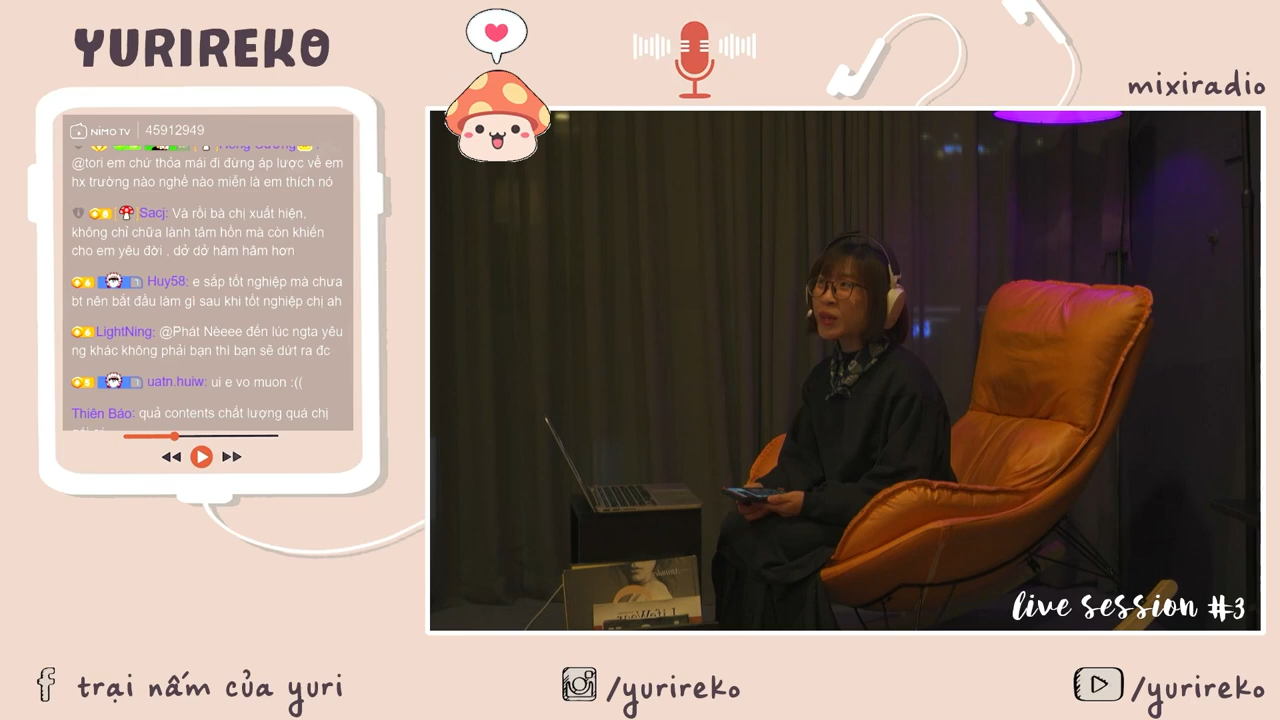 YURIREKO
mixiradio
NIMO TV | 45912949
@tori em chứ thỏa mái đi đừng áp lực về em
hx trường nào nghề nào miễn là em thích nó
Sacj: Và rồi bà chị xuất hiện,
không chỉ chữa lành tâm hồn mà còn khiến
cho em yêu đời , dở dở hâm hâm hơn
Huy58: e sắp tốt nghiệp mà chưa
bt nên bắt đầu làm gì sau khi tốt nghiệp chị ah
LightNing: @Phát Nèeee đến lúc ngta yêu
ng khác không phải bạn thì bạn sẽ dứt ra đc
uatn.huiw: ui e vo muon :((
Thiên Bảo: quả contents chất lượng quá chị
live session #3
trại nấm của yuri
/yurireko
/yurireko